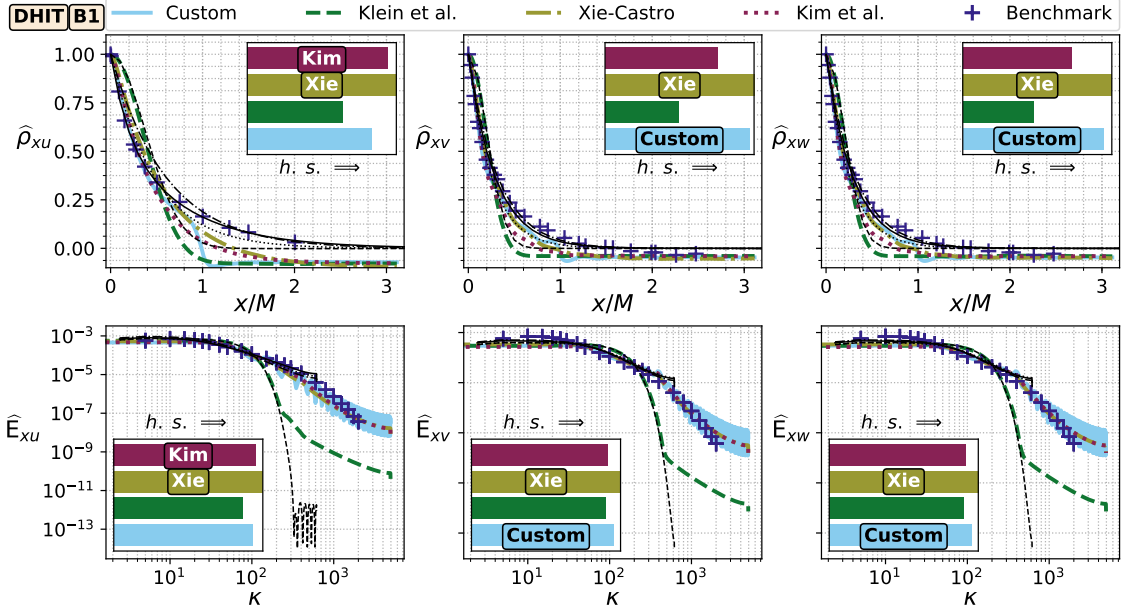 DHIT B1 Custom Klein et al. Xie-Castro Kim et al. Benchmark
1.00 0.75 0.50 0.25 0.00
ρ̂xu
Kim
Xie
h. s. ⟹
0 1 2 3
x/M
ρ̂xv
Xie
Custom
h. s. ⟹
0 1 2 3
x/M
ρ̂xw
Xie
Custom
h. s. ⟹
0 1 2 3
x/M
10⁻³ 10⁻⁵ 10⁻⁷ 10⁻⁹ 10⁻¹¹ 10⁻¹³
Êxu
h. s. ⟹
Kim
Xie
10¹ 10² 10³
κ
Êxv
h. s. ⟹
Xie
Custom
10¹ 10² 10³
κ
Êxw
h. s. ⟹
Xie
Custom
10¹ 10² 10³
κ